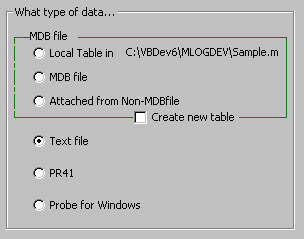 What type of data...
MDB file
Local Table in C:\VBDev6\MLOGDEV\Sample.m
MDB file
Attached from Non-MDBfile
Create new table
Text file
PR41
Probe for Windows